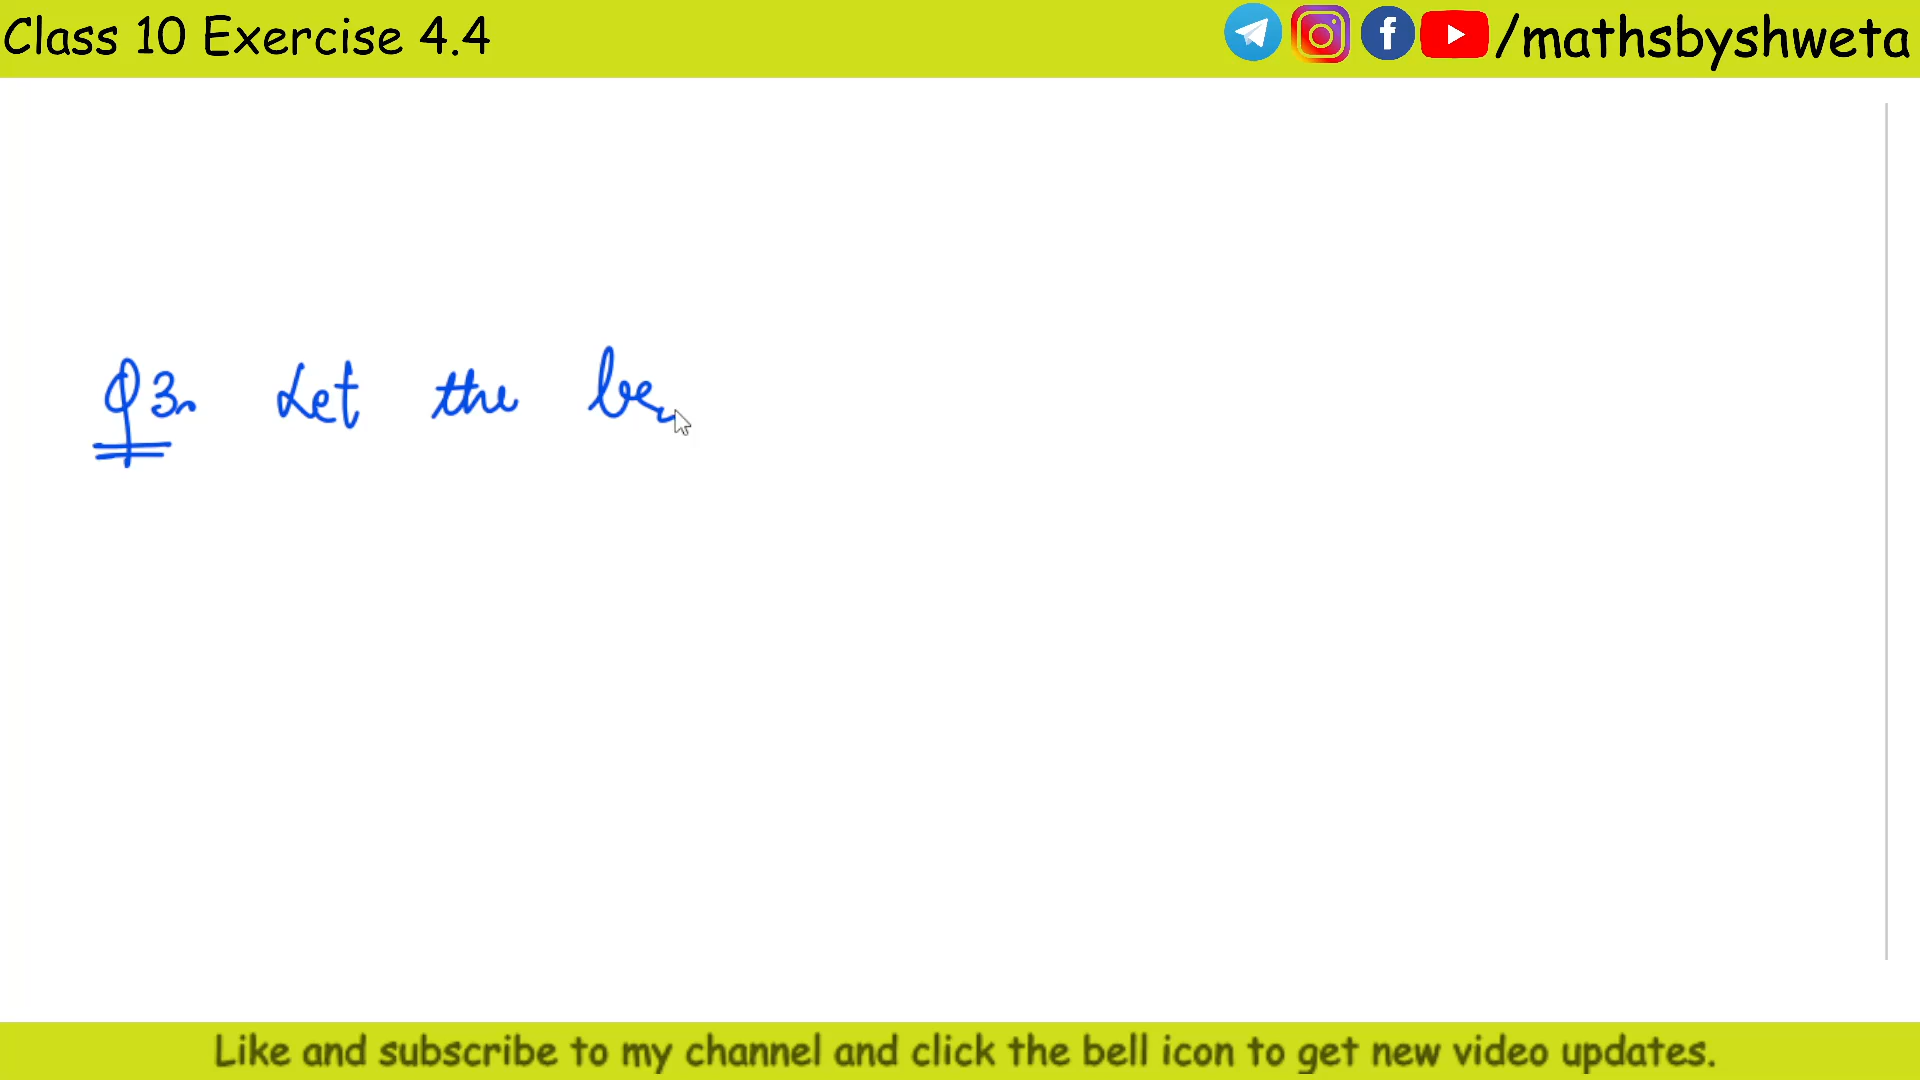 Class 10 Exercise 4.4
/mathsbyshweta
Q3. Let the
Like and subscribe to my channel and click the bell icon to get new video updates.